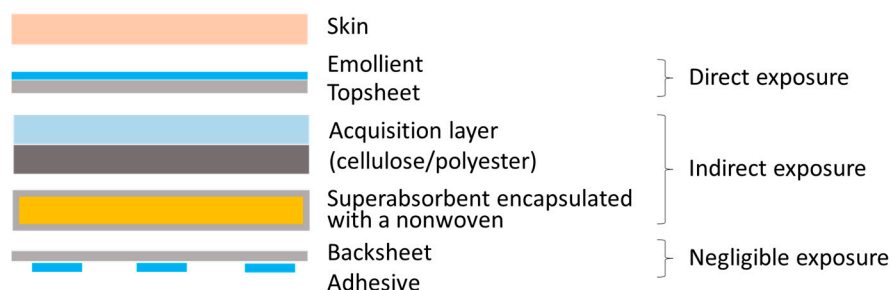 Skin
Emollient
Topsheet
Direct exposure
Acquisition layer
(cellulose/polyester)
Indirect exposure
Superabsorbent encapsulated
with a nonwoven
Backsheet
Adhesive
Negligible exposure